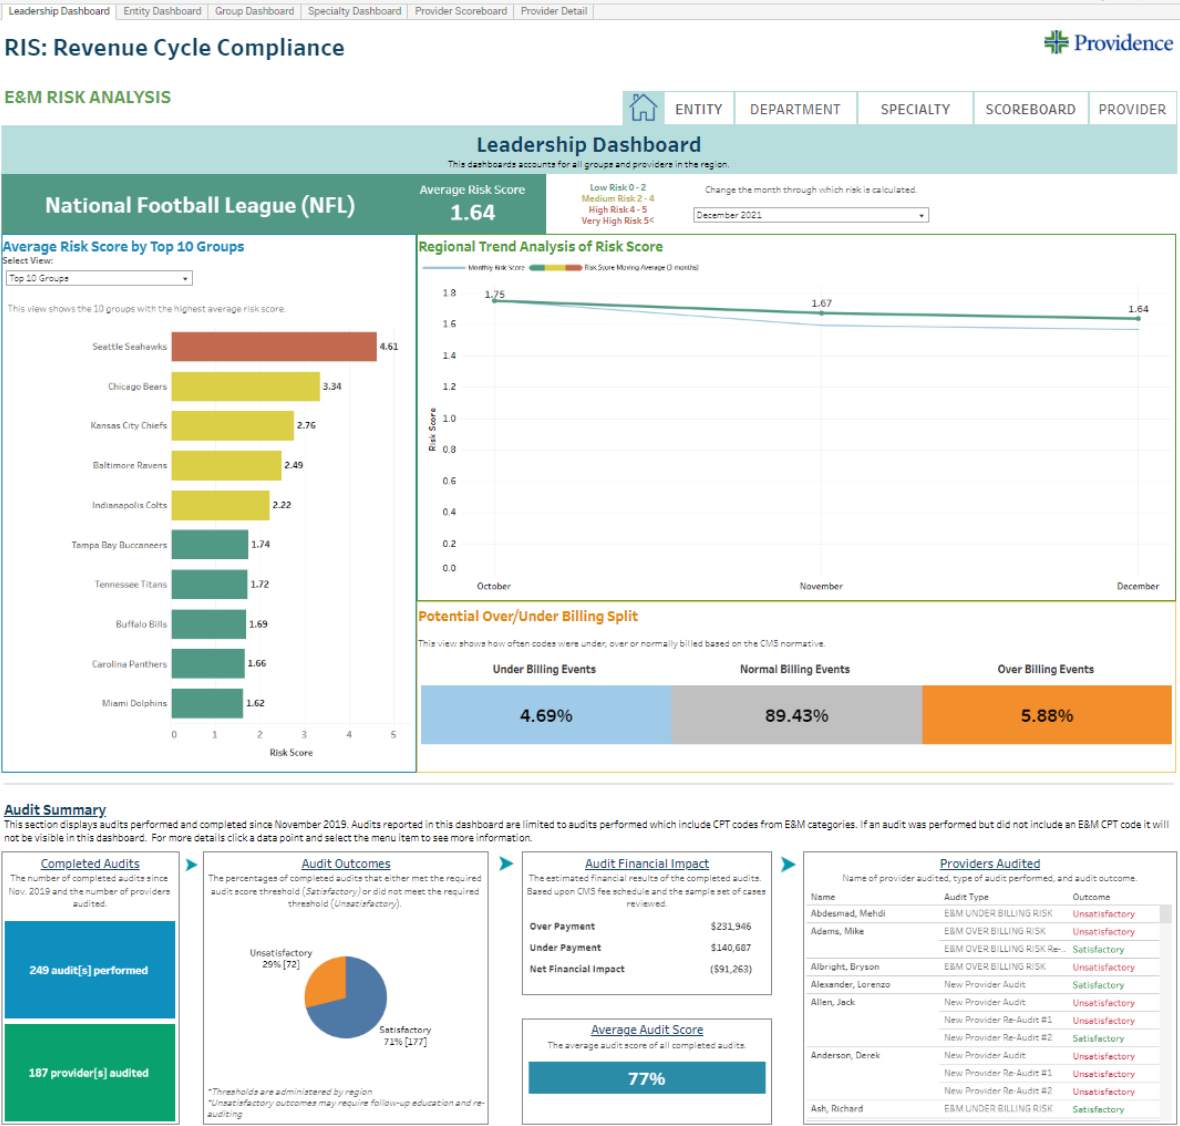 Leadership Dashboard Entity Dashboard Group Dashboard Specialty Dashboard Provider Scoreboard Provider Detail
RIS: Revenue Cycle Compliance
Providence
E&M RISK ANALYSIS
ENTITY DEPARTMENT SPECIALTY SCOREBOARD PROVIDER
Leadership Dashboard
This dashboards accounts for all groups and providers in the region.
National Football League (NFL)
Average Risk Score
1.64
Low Risk 0 - 2
Medium Risk 2 - 4
High Risk 4 - 5
Very High Risk 5<
Change the month through which risk is calculated.
December 2021
Average Risk Score by Top 10 Groups
Select View:
Top 10 Groups
This view shows the 10 groups with the highest average risk score.
Seattle Seahawks 4.61
Chicago Bears 3.34
Kansas City Chiefs 2.76
Baltimore Ravens 2.49
Indianapolis Colts 2.22
Tampa Bay Buccaneers 1.74
Tennessee Titans 1.72
Buffalo Bills 1.69
Carolina Panthers 1.66
Miami Dolphins 1.62
0 1 2 3 4 5
Risk Score
Regional Trend Analysis of Risk Score
Monthly Risk Score Risk Score Moving Average (3 months)
1.8
1.6
1.4
1.2
1.0
0.8
0.6
0.4
0.2
0.0
Risk Score
1.75
1.67
1.64
October November December
Potential Over/Under Billing Split
This view shows how often codes were under, over or normally billed based on the CMS normative.
Under Billing Events Normal Billing Events Over Billing Events
4.69% 89.43% 5.88%
Audit Summary
This section displays audits performed and completed since November 2019. Audits reported in this dashboard are limited to audits performed which include CPT codes from E&M categories. If an audit was performed but did not include an E&M CPT code it will
not be visible in this dashboard. For more details click a data point and select the menu item to see more information.
Completed Audits
The number of completed audits since
Nov. 2019 and the number of providers
audited.
249 audit[s] performed
187 provider[s] audited
Audit Outcomes
The percentages of completed audits that either met the required
audit score threshold (Satisfactory) or did not meet the required
threshold (Unsatisfactory).
Unsatisfactory
29% [72]
Satisfactory
71% [177]
*Thresholds are administered by region
*Unsatisfactory outcomes may require follow-up education and re-
auditing
Audit Financial Impact
The estimated financial results of the completed audits.
Based upon CMS fee schedule and the sample set of cases
reviewed.
Over Payment $231,946
Under Payment $140,687
Net Financial Impact ($91,263)
Average Audit Score
The average audit score of all completed audits.
77%
Providers Audited
Name of provider audited, type of audit performed, and audit outcome.
Name Audit Type Outcome
Abdesmad, Mehdi E&M UNDER BILLING RISK Unsatisfactory
Adams, Mike E&M OVER BILLING RISK Unsatisfactory
E&M OVER BILLING RISK Re-.. Satisfactory
Albright, Bryson E&M OVER BILLING RISK Unsatisfactory
Alexander, Lorenzo New Provider Audit Satisfactory
Allen, Jack New Provider Audit Unsatisfactory
New Provider Re-Audit #1 Unsatisfactory
New Provider Re-Audit #2 Satisfactory
Anderson, Derek New Provider Audit Unsatisfactory
New Provider Re-Audit #1 Unsatisfactory
New Provider Re-Audit #2 Unsatisfactory
Ash, Richard E&M UNDER BILLING RISK Satisfactory